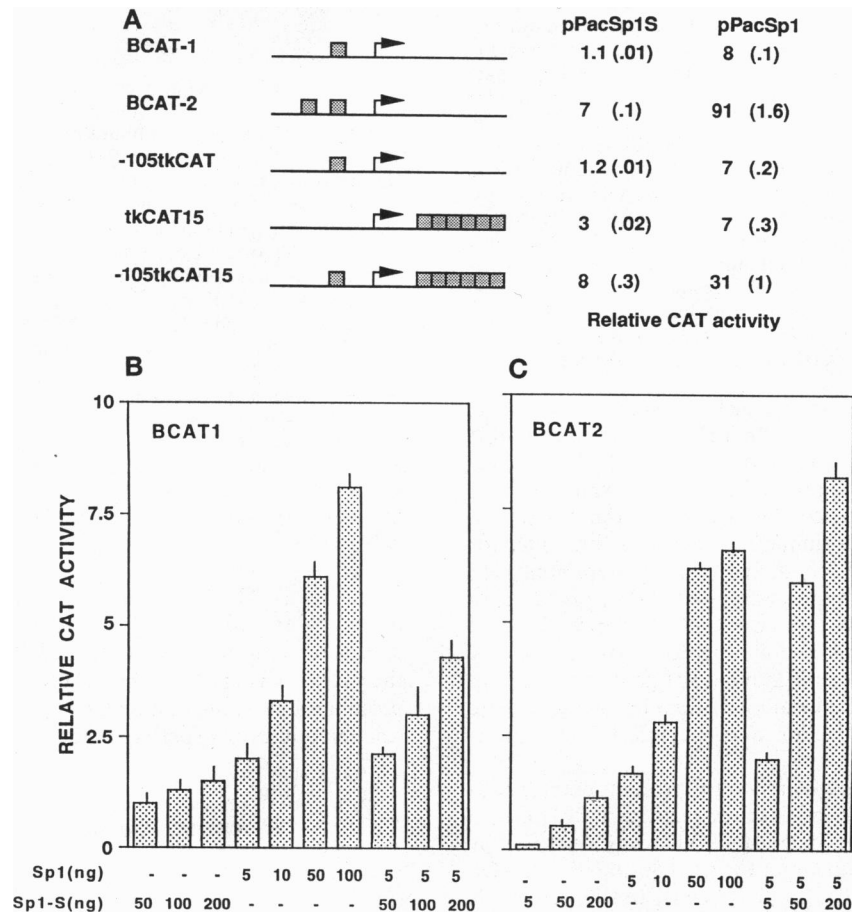 A
pPacSp1S pPacSp1
BCAT-1 1.1 (.01) 8 (.1)
BCAT-2 7 (.1) 91 (1.6)
-105tkCAT 1.2 (.01) 7 (.2)
tkCAT15 3 (.02) 7 (.3)
-105tkCAT15 8 (.3) 31 (1)
Relative CAT activity
B
BCAT1
RELATIVE CAT ACTIVITY
10
7.5
5
2.5
0
C
BCAT2
Sp1(ng) - - - 5 10 50 100 5 5 5 - - - 5 10 50 100 5 5 5
Sp1-S(ng) 50 100 200 - - - - 50 100 200 5 50 200 - - - - 5 50 200